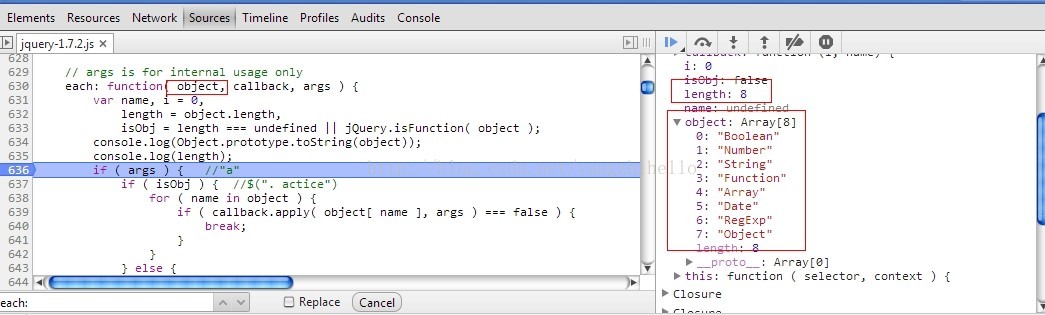 Elements Resources Network Sources Timeline Profiles Audits Console
jquery-1.7.2.js ×
628
629 // args is for internal usage only
630 each: function( object, callback, args ) {
631 var name, i = 0,
632 length = object.length,
633 isObj = length === undefined || jQuery.isFunction( object );
634 console.log(Object.prototype.toString(object));
635 console.log(length);
636 if ( args ) { //"a"
637 if ( isObj ) { //$(". actice")
638 for ( name in object ) {
639 if ( callback.apply( object[ name ], args ) === false ) {
640 break;
641 }
642 }
643 } else {
644
each:
Replace
Cancel
callback: function (i, name) {
i: 0
isObj: false
length: 8
name: undefined
object: Array[8]
0: "Boolean"
1: "Number"
2: "String"
3: "Function"
4: "Array"
5: "Date"
6: "RegExp"
7: "Object"
length: 8
__proto__: Array[0]
this: function ( selector, context ) {
Closure
Closure